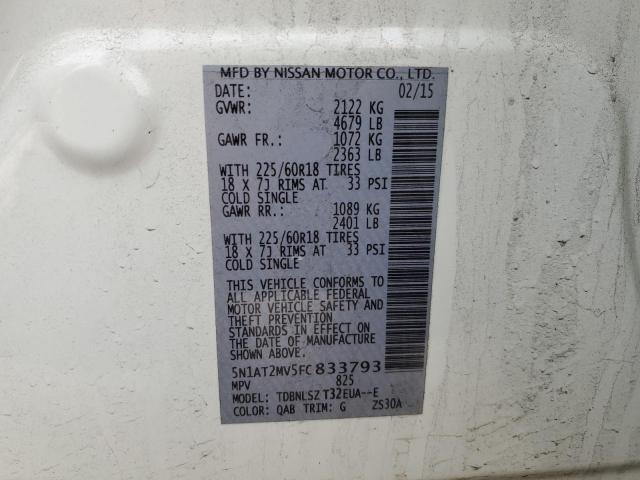 MFD BY NISSAN MOTOR CO., LTD.
DATE: 02/15
GVWR: 2122 KG
4679 LB
GAWR FR.: 1072 KG
2363 LB
WITH 225/60R18 TIRES
18 X 7J RIMS AT 33 PSI
COLD SINGLE
GAWR RR.: 1089 KG
2401 LB
WITH 225/60R18 TIRES
18 X 7J RIMS AT 33 PSI
COLD SINGLE
THIS VEHICLE CONFORMS TO
ALL APPLICABLE FEDERAL
MOTOR VEHICLE SAFETY AND
THEFT PREVENTION
STANDARDS IN EFFECT ON
THE DATE OF MANUFACTURE
SHOWN ABOVE.
5N1AT2MV5FC833793
MPV 825
MODEL: TDBNLSZ T32EUA--E
COLOR: QAB TRIM: G ZS30A